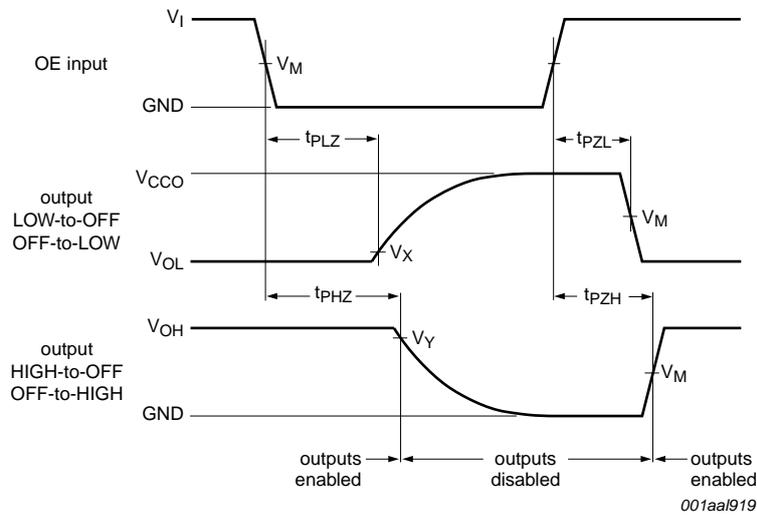 VI
OE input
VM
GND
tPLZ
tPZL
VCCO
output
LOW-to-OFF
OFF-to-LOW
VM
VX
VOL
tPHZ
tPZH
VOH
VY
output
HIGH-to-OFF
OFF-to-HIGH
VM
GND
outputs
enabled
outputs
disabled
outputs
enabled
001aal919